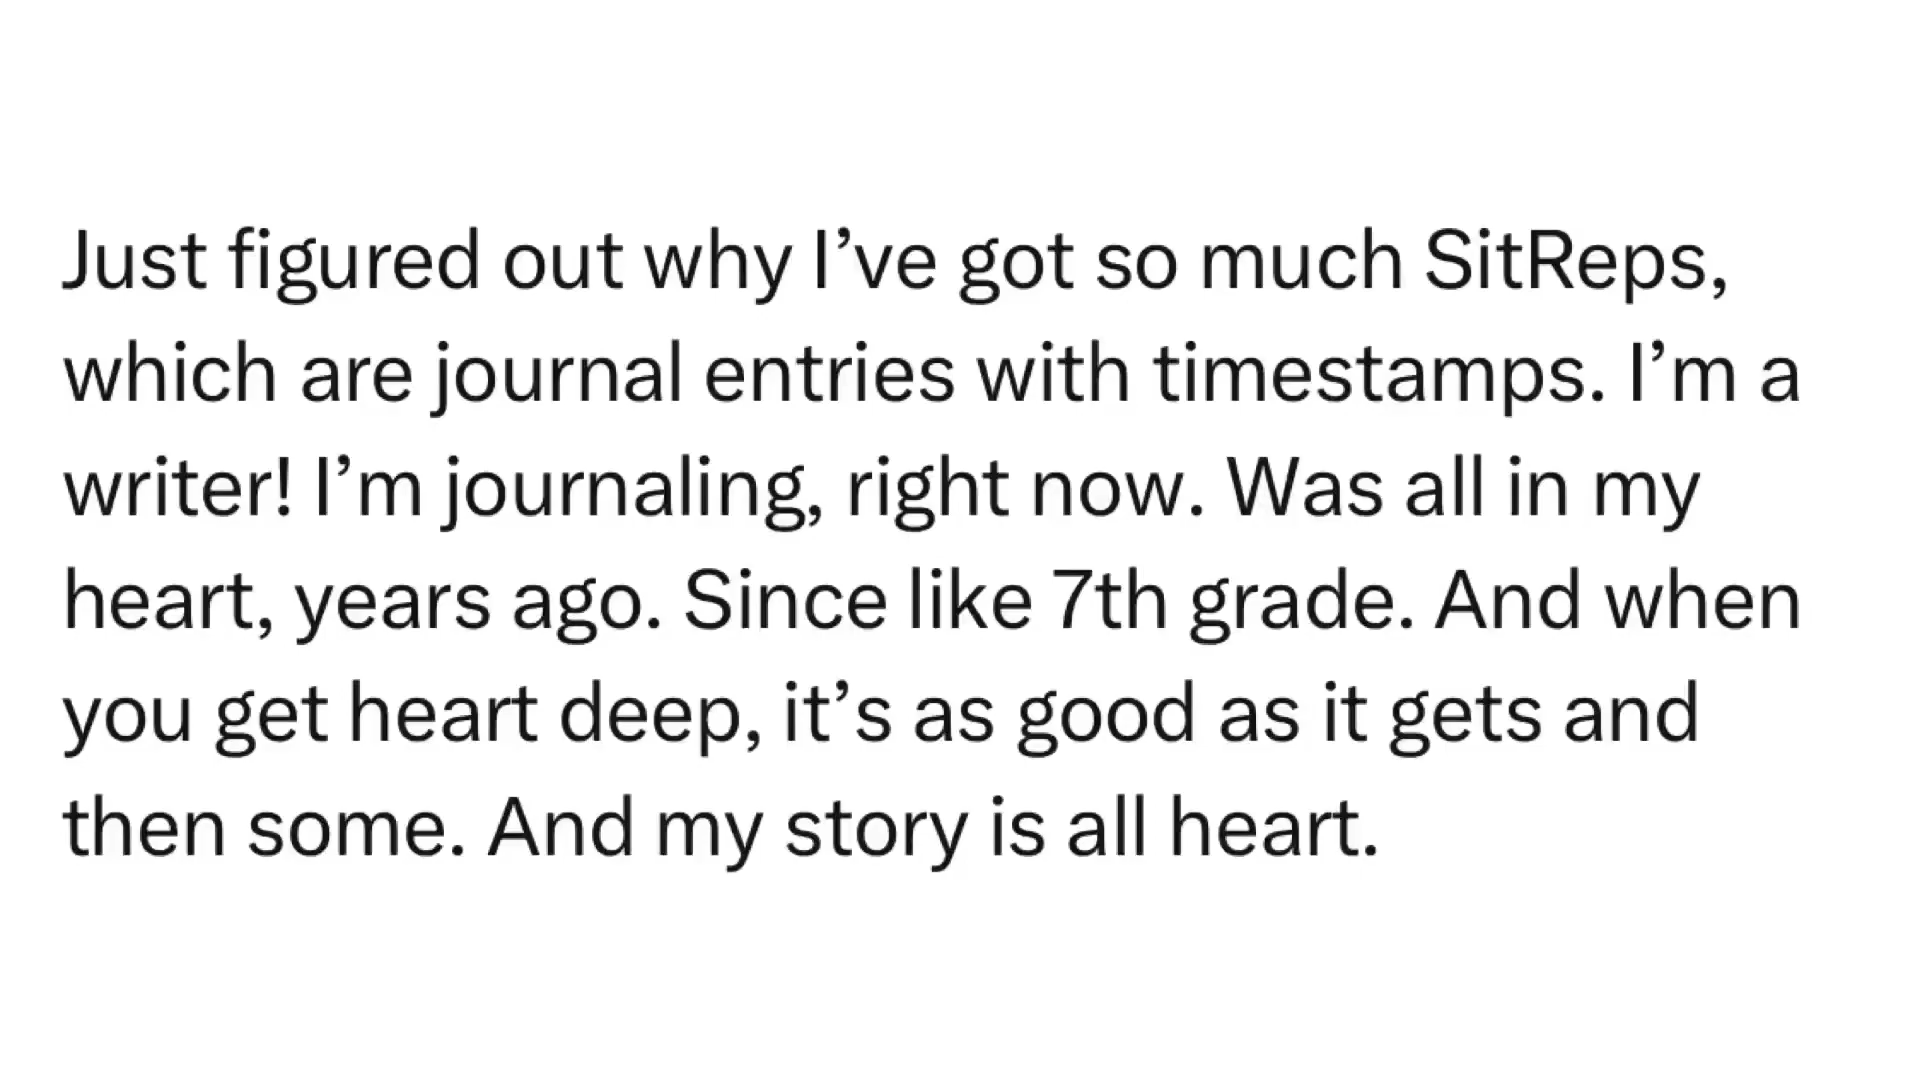 Just figured out why I’ve got so much SitReps,
which are journal entries with timestamps. I’m a
writer! I’m journaling, right now. Was all in my
heart, years ago. Since like 7th grade. And when
you get heart deep, it’s as good as it gets and
then some. And my story is all heart.